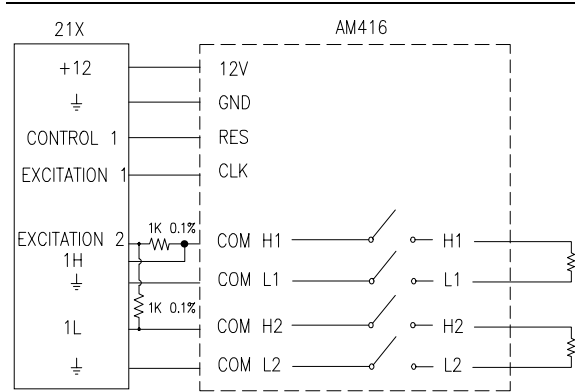 21X
AM416
+12
12V
GND
CONTROL 1
RES
EXCITATION 1
CLK
EXCITATION 2
1K 0.1%
COM H1
H1
1H
COM L1
L1
1K 0.1%
1L
COM H2
H2
COM L2
L2